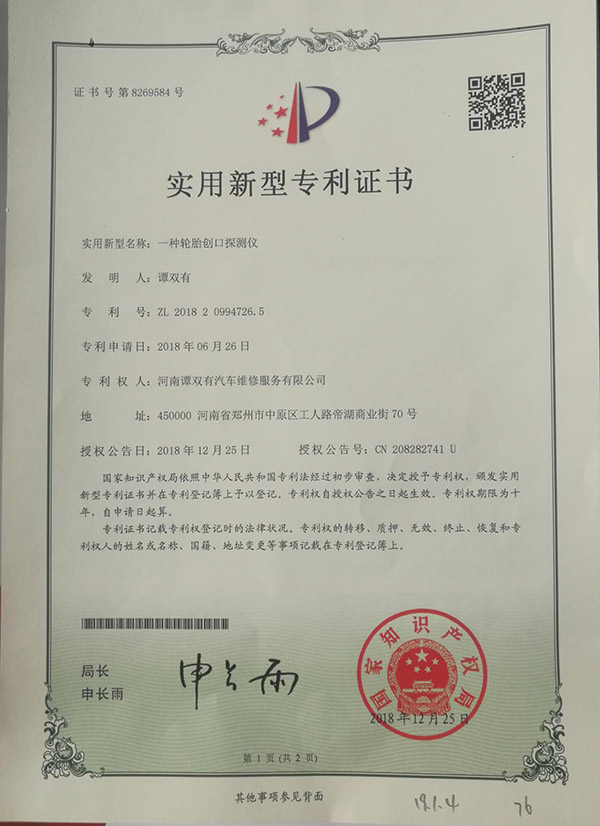 证书号第8269584号
实用新型专利证书
实用新型名称：一种轮胎创口探测仪
发明人：谭双有
专利号：ZL 2018 2 0994726.5
专利申请日：2018年06月26日
专利权人：河南谭双有汽车维修服务有限公司
地址：450000 河南省郑州市中原区工人路帝湖商业街70号
授权公告日：2018年12月25日 授权公告号：CN 208282741 U
国家知识产权局依照中华人民共和国专利法经过初步审查，决定授予专利权，颁发实用
新型专利证书并在专利登记簿上予以登记。专利权自授权公告之日起生效。专利权期限为十
年，自申请日起算。
专利证书记载专利权登记时的法律状况。专利权的转移、质押、无效、终止、恢复和专
利权人的姓名或名称、国籍、地址变更等事项记载在专利登记簿上。
局长
申长雨
申长雨
国家知识产权局
2018年12月25日
第1页(共2页)
其他事项参见背面
19.1.4
76